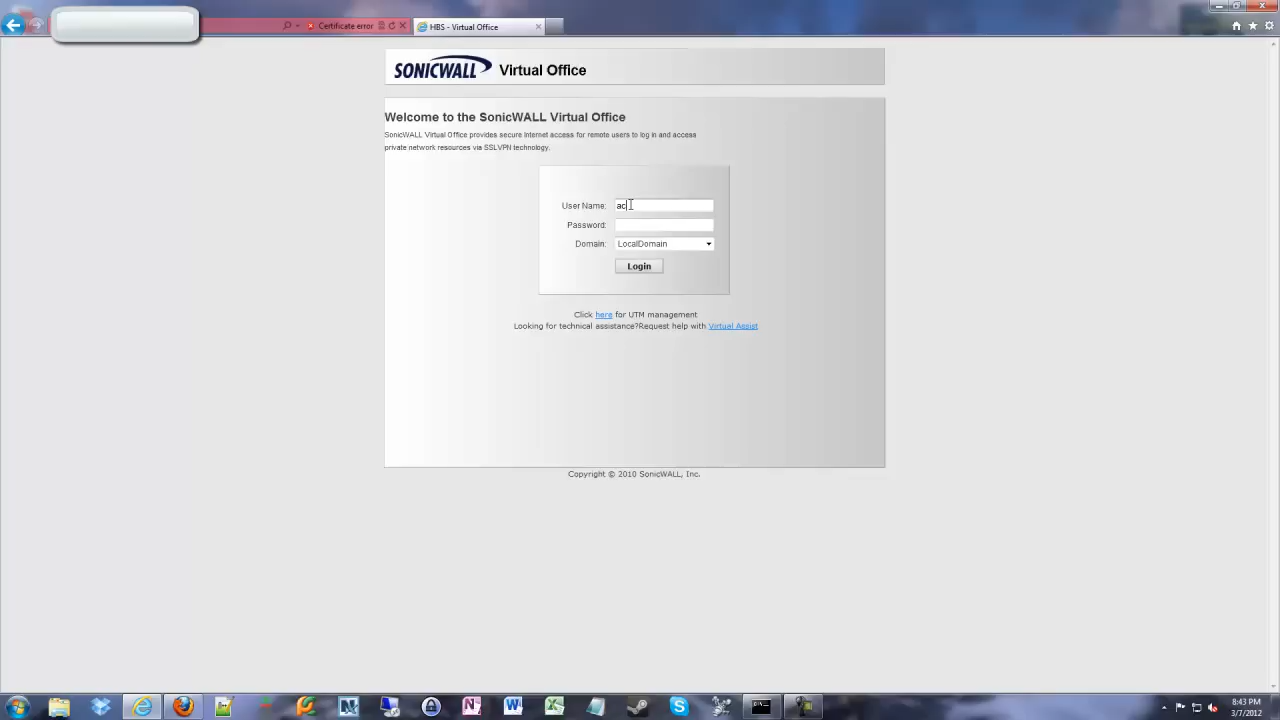 Certificate error
HBS - Virtual Office
SONICWALL Virtual Office
Welcome to the SonicWALL Virtual Office
SonicWALL Virtual Office provides secure Internet access for remote users to log in and access
private network resources via SSLVPN technology.
User Name: ac
Password:
Domain: LocalDomain
Login
Click here for UTM management
Looking for technical assistance?Request help with Virtual Assist
Copyright © 2010 SonicWALL, Inc.
8:43 PM
3/7/2012